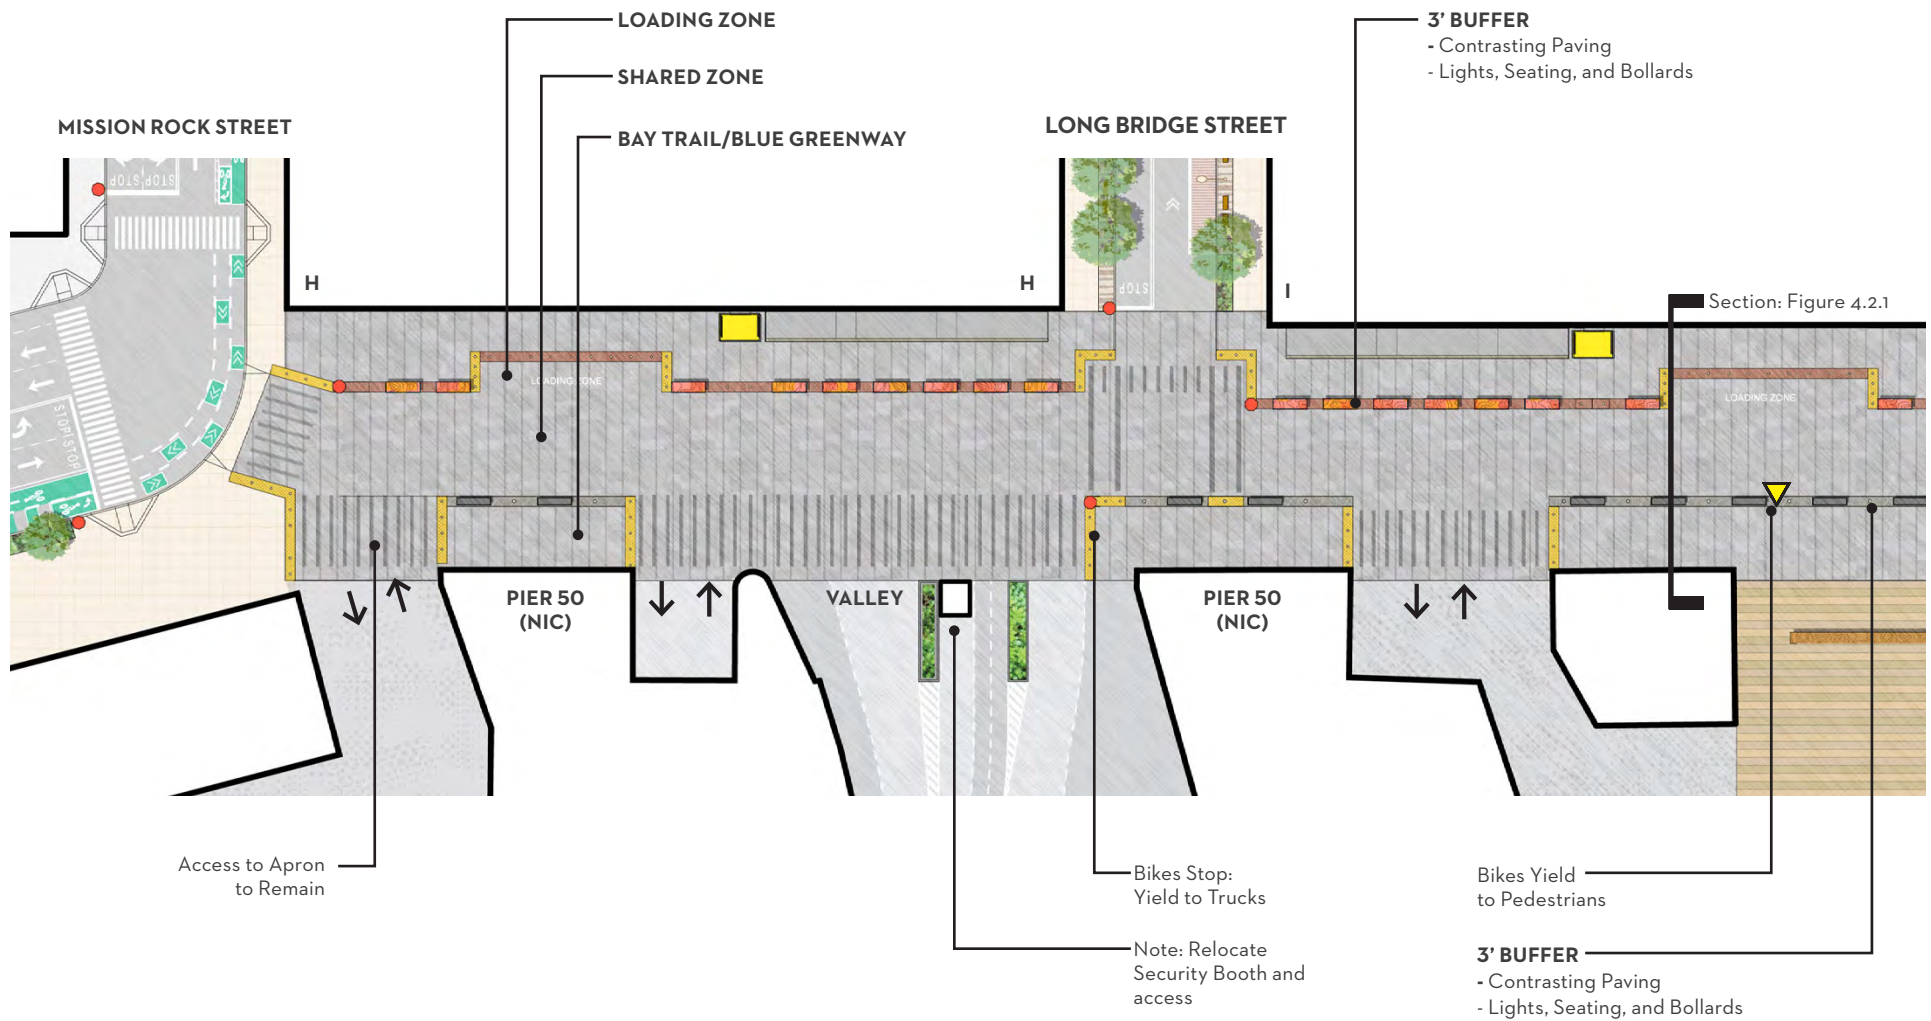 LOADING ZONE
SHARED ZONE
BAY TRAIL/BLUE GREENWAY
3’ BUFFER
- Contrasting Paving
- Lights, Seating, and Bollards
MISSION ROCK STREET
LONG BRIDGE STREET
STOP STOP
STOP
H
H
I
Section: Figure 4.2.1
LOADING ZONE
LOADING ZONE
STOP STOP
PIER 50
(NIC)
VALLEY
PIER 50
(NIC)
Access to Apron
to Remain
Bikes Stop:
Yield to Trucks
Note: Relocate
Security Booth and
access
Bikes Yield
to Pedestrians
3’ BUFFER
- Contrasting Paving
- Lights, Seating, and Bollards